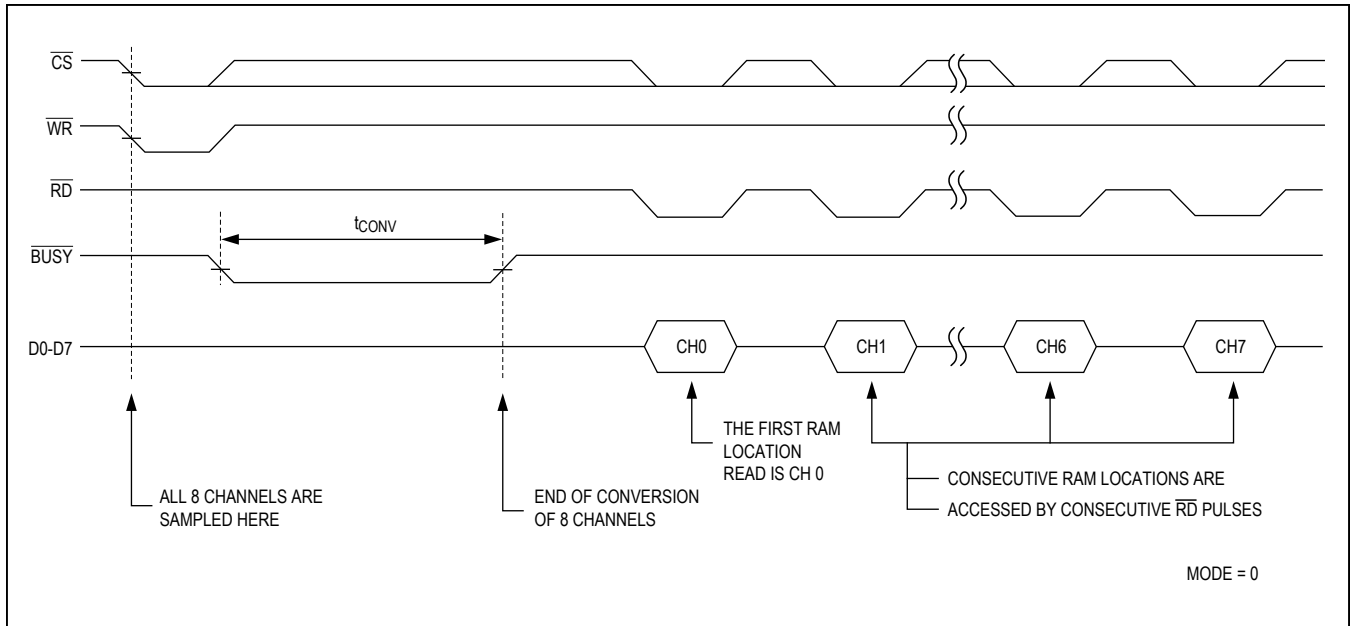 CS
WR
RD
tCONV
BUSY
D0-D7
CH0
CH1
CH6
CH7
THE FIRST RAM
LOCATION
READ IS CH 0
CONSECUTIVE RAM LOCATIONS ARE
ACCESSED BY CONSECUTIVE RD PULSES
ALL 8 CHANNELS ARE
SAMPLED HERE
END OF CONVERSION
OF 8 CHANNELS
MODE = 0